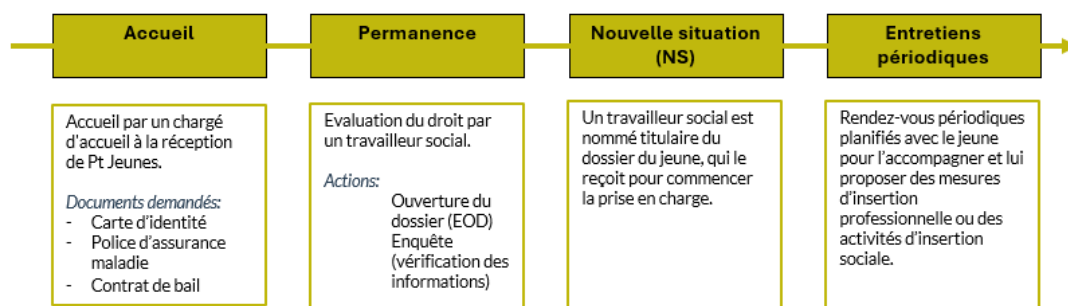 Accueil
Accueil par un chargé
d'accueil à la réception
de Pt Jeunes.
Documents demandés:
- Carte d'identité
- Police d'assurance
maladie
- Contrat de bail
Permanence
Evaluation du droit par
un travailleur social.
Actions:
Ouverture du
dossier (EOD)
Enquête
(vérification des
informations)
Nouvelle situation
(NS)
Un travailleur social est
nommé titulaire du
dossier du jeune, qui le
reçoit pour commencer
la prise en charge.
Entretiens
périodiques
Rendez-vous périodiques
planifiés avec le jeune
pour l'accompagner et lui
proposer des mesures
d'insertion
professionnelle ou des
activités d'insertion
sociale.